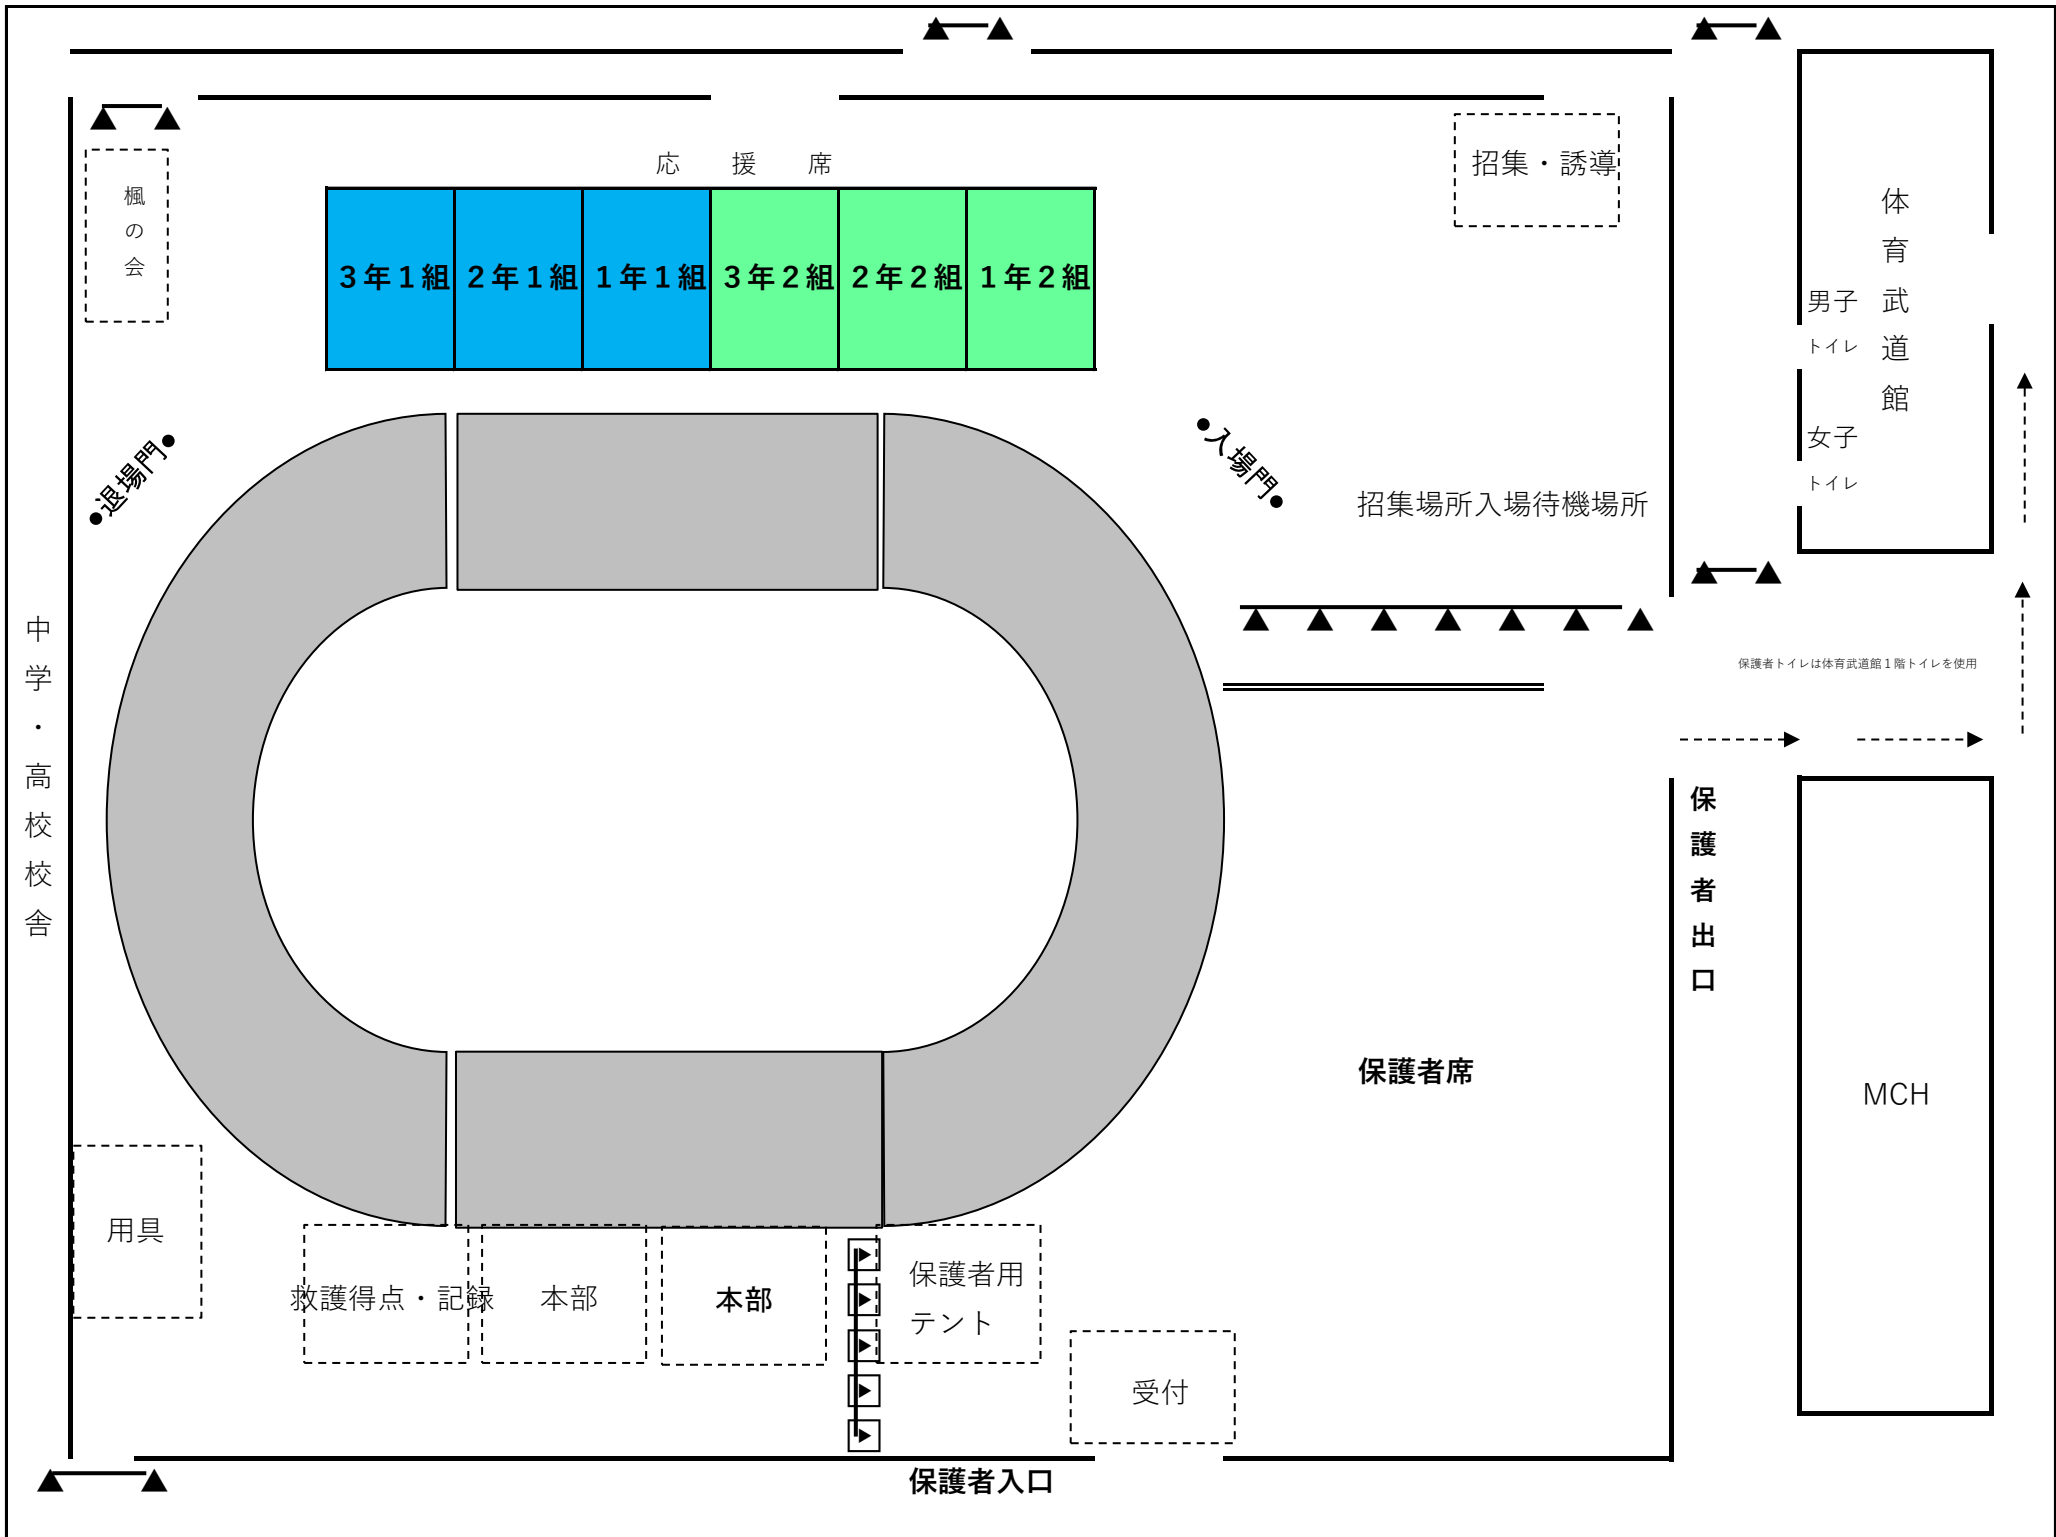 応援席
招集・誘導
楓の会
3年1組
2年1組
1年1組
3年2組
2年2組
1年2組
体育武道館
男子
トイレ
女子
トイレ
退場門
入場門
招集場所入場待機場所
中学・高校校舎
保護者トイレは体育武道館1階トイレを使用
保護者出口
保護者席
MCH
用具
救護得点・記録
本部
本部
保護者用
テント
受付
保護者入口